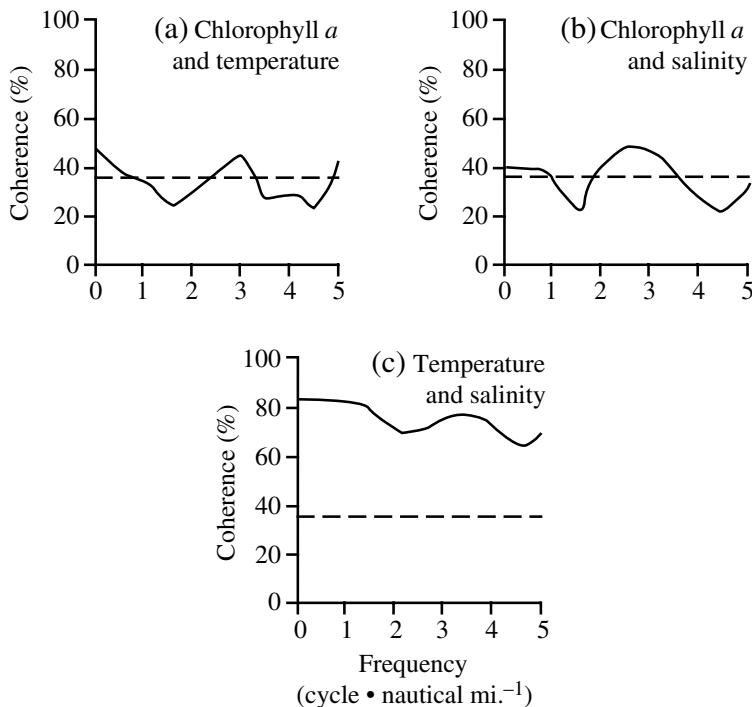 (a) Chlorophyll a
and temperature
Coherence (%)
100
80
60
40
20
0
0 1 2 3 4 5
(b) Chlorophyll a
and salinity
Coherence (%)
100
80
60
40
20
0
0 1 2 3 4 5
(c) Temperature
and salinity
Coherence (%)
100
80
60
40
20
0
0 1 2 3 4 5
Frequency
(cycle • nautical mi.⁻¹)